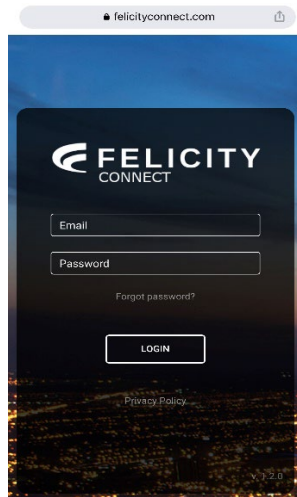 felicityconnect.com
FELICITY
CONNECT
Email
Password
Forgot password?
LOGIN
Privacy Policy
v. 1.2.0